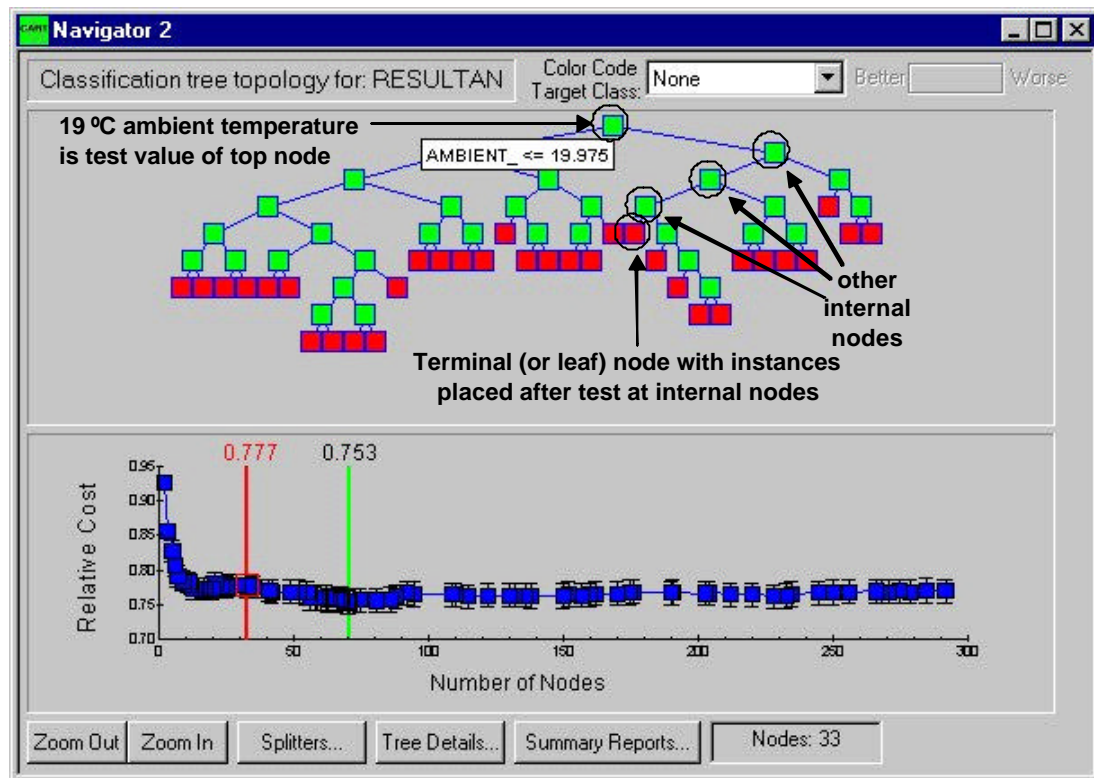 CART Navigator 2
Classification tree topology for: RESULTAN
Color Code
Target Class:
None
Better
Worse
19 ºC ambient temperature
is test value of top node
AMBIENT_ <= 19.975
other
internal
nodes
Terminal (or leaf) node with instances
placed after test at internal nodes
0.777
0.753
Relative Cost
0.95
0.90
0.85
0.80
0.75
0.70
0
50
100
150
200
250
300
Number of Nodes
Zoom Out
Zoom In
Splitters...
Tree Details...
Summary Reports...
Nodes: 33